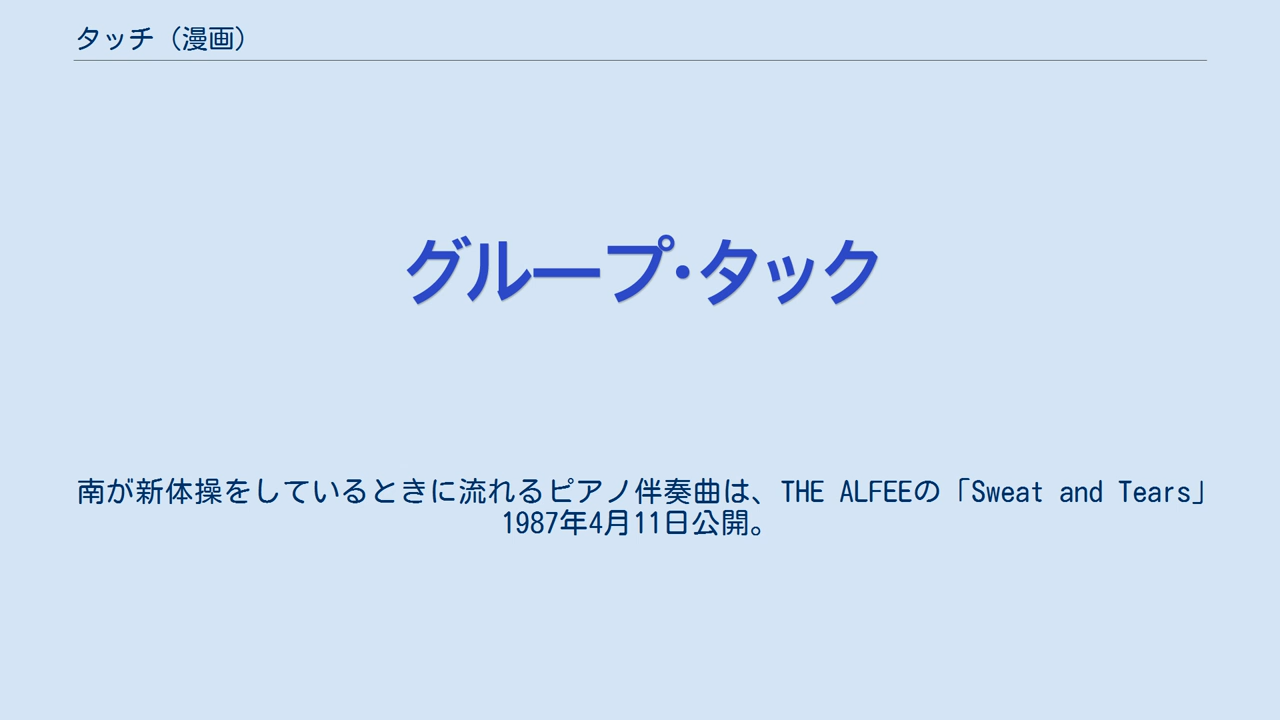 タッチ（漫画）
グループ・タック
南が新体操をしているときに流れるピアノ伴奏曲は、THE ALFEEの「Sweat and Tears」
1987年4月11日公開。